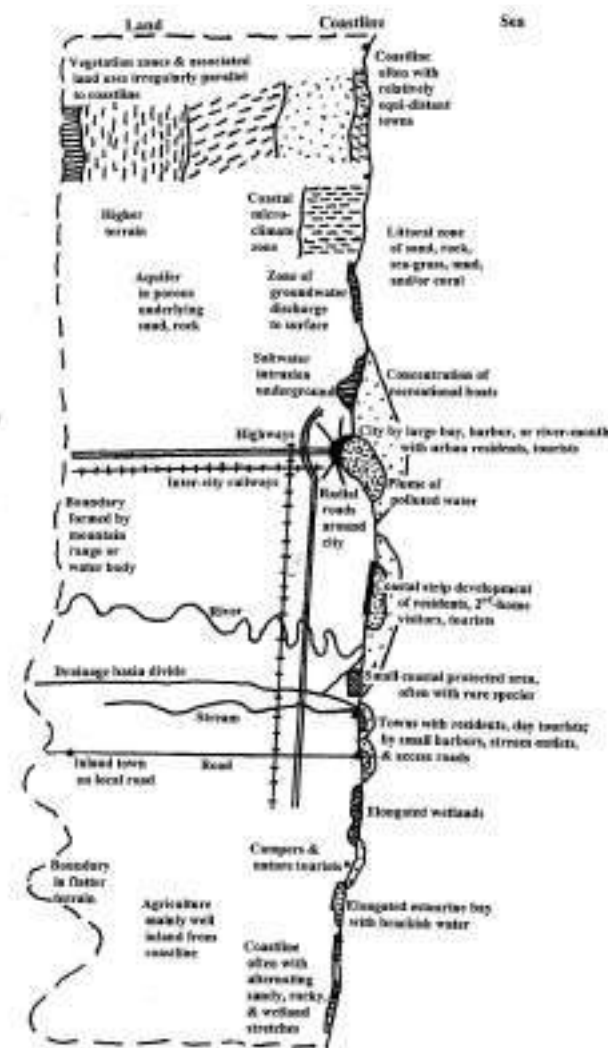 Land
Coastline
Sea
Vegetation zones & associated
land uses irregularly parallel
to coastline
Coastline
often with
relatively
equi-distant
towns
Higher
terrain
Coastal
micro-
climate
zone
Littoral zone
of sand, rock,
sea-grass, mud,
and/or coral
Aquifer
in porous
underlying
sand, rock
Zone of
groundwater
discharge
to surface
Saltwater
intrusion
underground
Concentration of
recreational boats
Highways
City by large bay, harbor, or river-mouth
with urban residents, tourists
Inter-city railways
Radial
roads
around
city
Plume of
polluted water
Boundary
formed by
mountain
range or
water body
Coastal strip development
of residents, 2nd-home
visitors, tourists
River
Drainage basin divide
Small coastal protected area,
often with rare species
Stream
Towns with residents, day tourists;
by small harbors, stream outlets,
& access roads
Inland town
on local road
Road
Elongated wetlands
Campers &
nature tourists
Boundary
in flatter
terrain
Agriculture
mainly well
inland from
coastline
Elongated estuarine bay
with brackish water
Coastline
often with
alternating
sandy, rocky,
& wetland
stretches